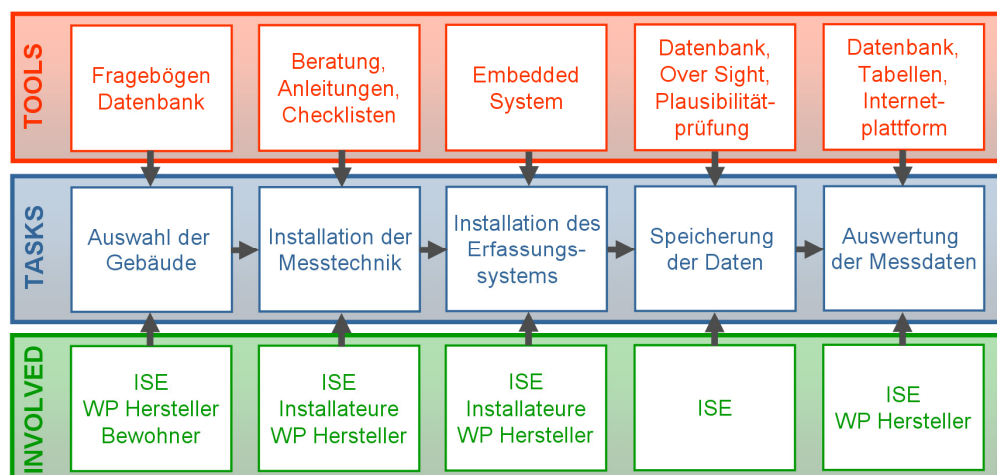 TOOLS
Fragebögen
Datenbank
Beratung,
Anleitungen,
Checklisten
Embedded
System
Datenbank,
Over Sight,
Plausibilität-
prüfung
Datenbank,
Tabellen,
Internet-
plattform
TASKS
Auswahl der
Gebäude
Installation der
Messtechnik
Installation des
Erfassungs-
systems
Speicherung
der Daten
Auswertung
der Messdaten
INVOLVED
ISE
WP Hersteller
Bewohner
ISE
Installateure
WP Hersteller
ISE
Installateure
WP Hersteller
ISE
ISE
WP Hersteller